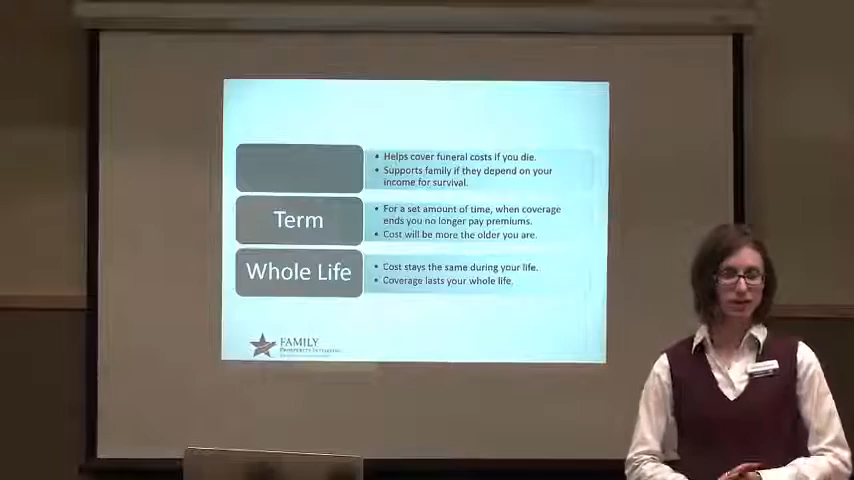 • Helps cover funeral costs if you die.
• Supports family if they depend on your
income for survival.
Term
• For a set amount of time, when coverage
ends you no longer pay premiums.
• Cost will be more the older you are.
Whole Life
• Cost stays the same during your life.
• Coverage lasts your whole life.
FAMILY
PROSPERITY INITIATIVE